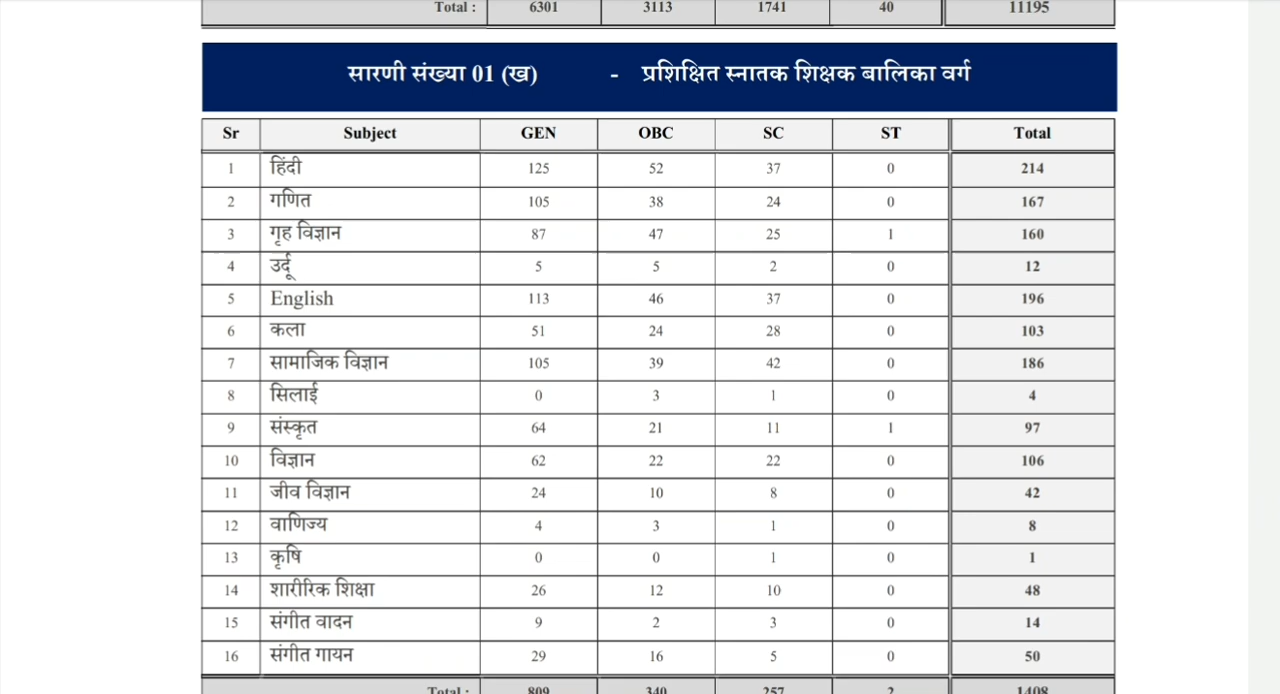 Total : 6301 3113 1741 40 11195
सारणी संख्या 01 (ख) - प्रशिक्षित स्नातक शिक्षक बालिका वर्ग
Sr Subject GEN OBC SC ST Total
1 हिंदी 125 52 37 0 214
2 गणित 105 38 24 0 167
3 गृह विज्ञान 87 47 25 1 160
4 उर्दू 5 5 2 0 12
5 English 113 46 37 0 196
6 कला 51 24 28 0 103
7 सामाजिक विज्ञान 105 39 42 0 186
8 सिलाई 0 3 1 0 4
9 संस्कृत 64 21 11 1 97
10 विज्ञान 62 22 22 0 106
11 जीव विज्ञान 24 10 8 0 42
12 वाणिज्य 4 3 1 0 8
13 कृषि 0 0 1 0 1
14 शारीरिक शिक्षा 26 12 10 0 48
15 संगीत वादन 9 2 3 0 14
16 संगीत गायन 29 16 5 0 50
Total : 809 340 257 2 1408